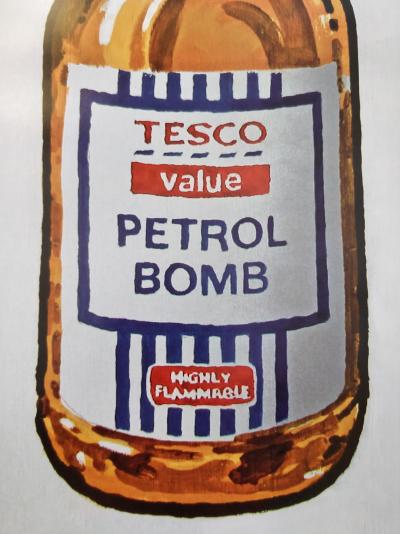 TESCO
value
PETROL
BOMB
HIGHLY
FLAMMABLE